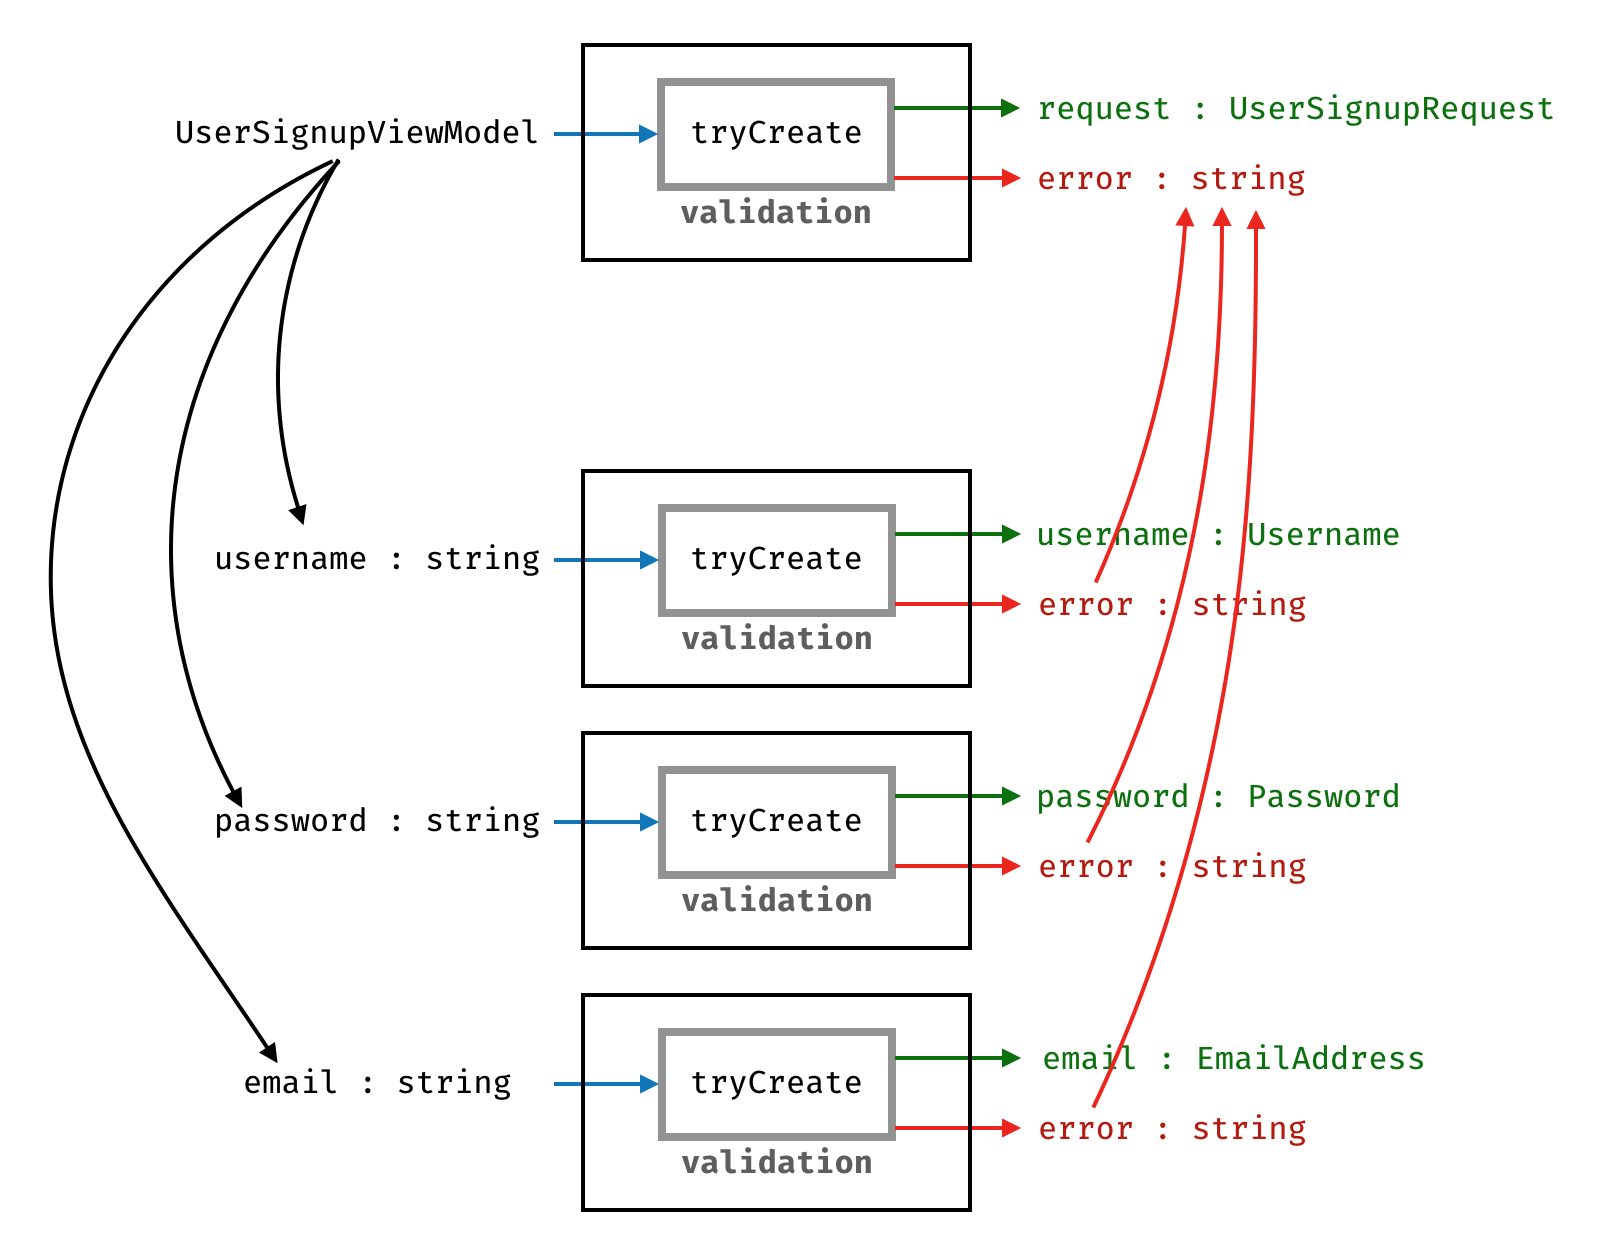 UserSignupViewModel
tryCreate
validation
request : UserSignupRequest
error : string
username : string
tryCreate
validation
username : Username
error : string
password : string
tryCreate
validation
password : Password
error : string
email : string
tryCreate
validation
email : EmailAddress
error : string